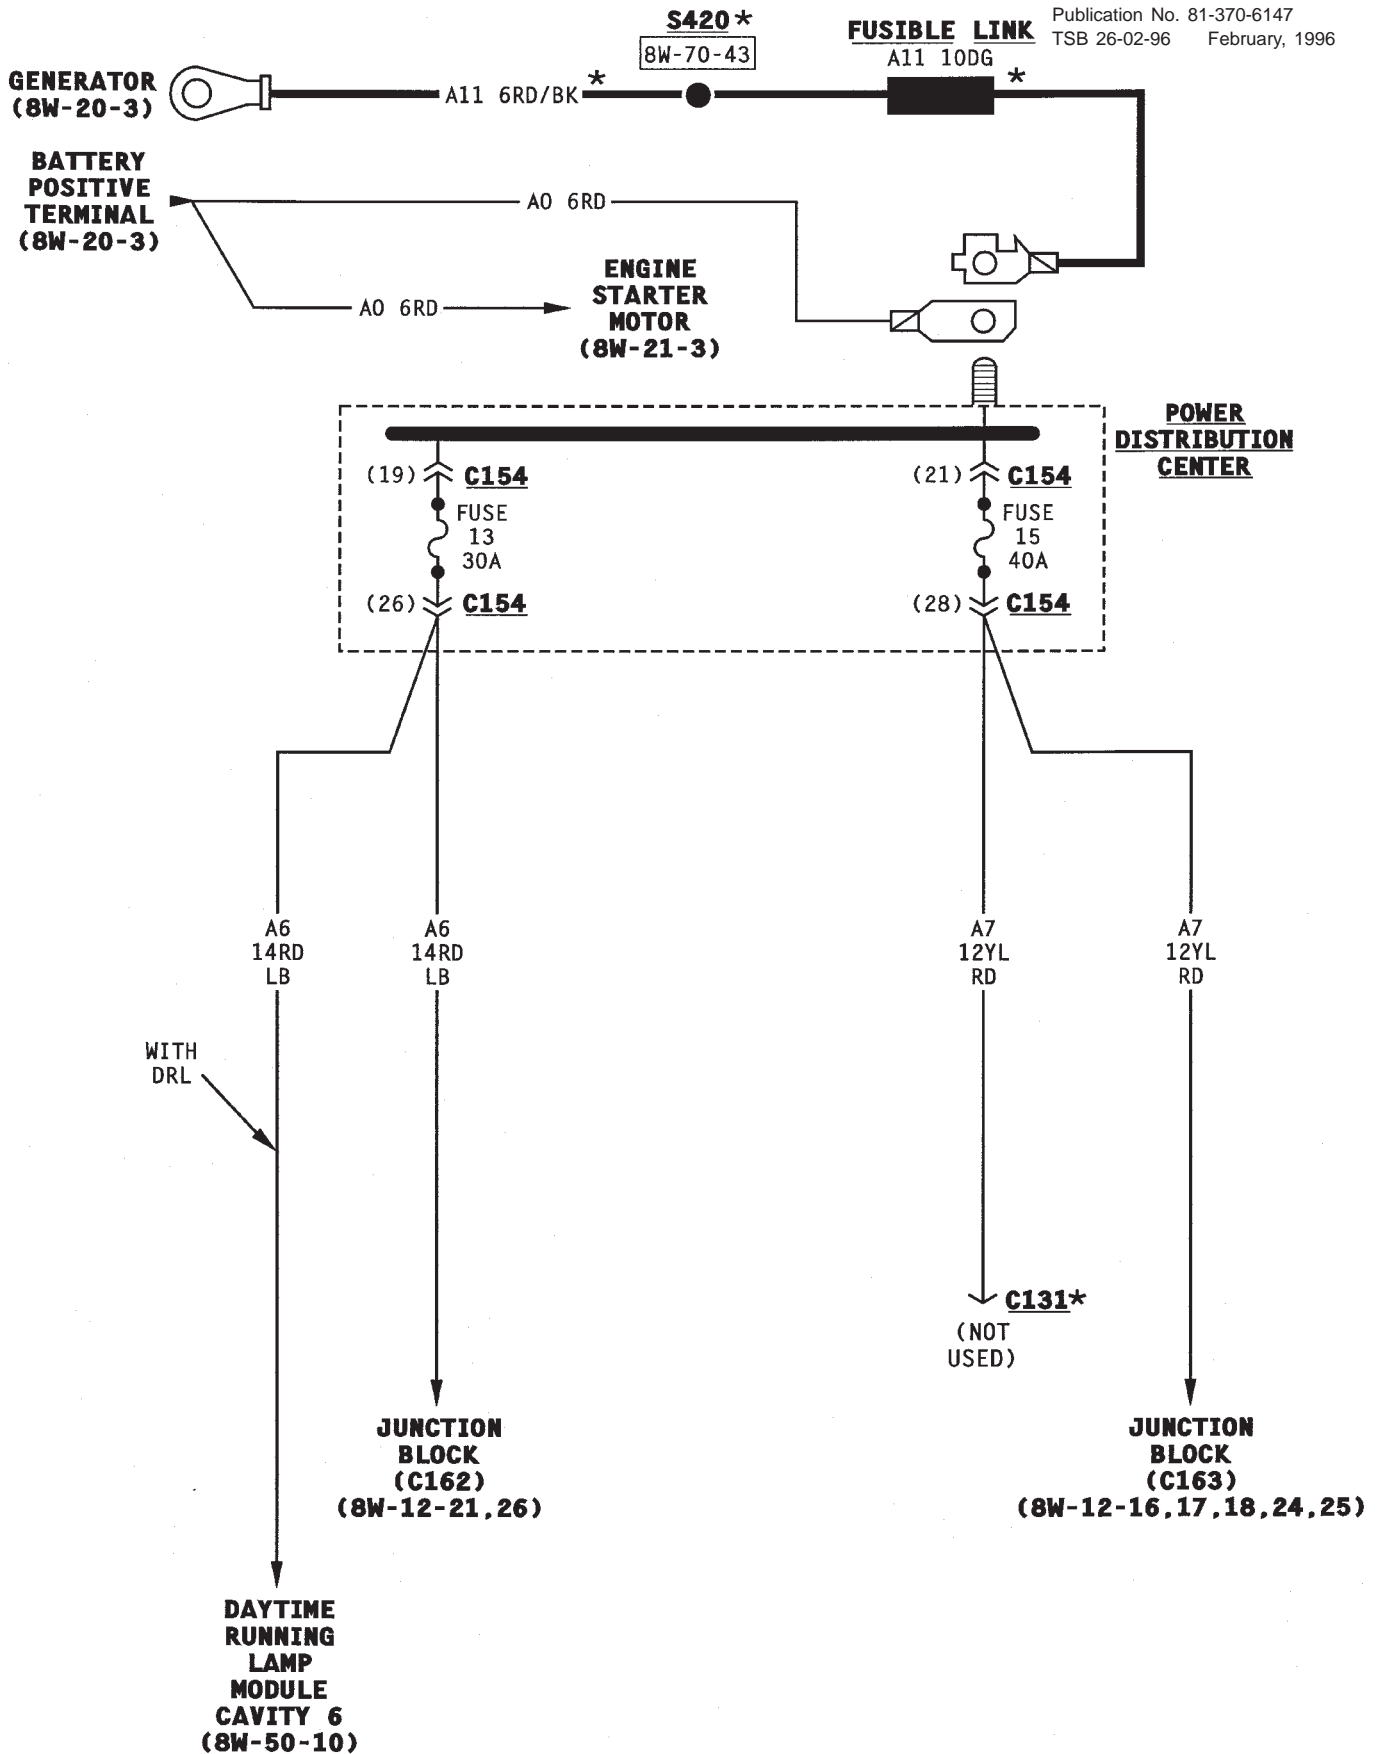 Publication No. 81-370-6147
TSB 26-02-96 February, 1996
S420*
8W-70-43
FUSIBLE LINK
A11 10DG
*
GENERATOR
(8W-20-3)
A11 6RD/BK
*
BATTERY
POSITIVE
TERMINAL
(8W-20-3)
A0 6RD
A0 6RD
ENGINE
STARTER
MOTOR
(8W-21-3)
POWER
DISTRIBUTION
CENTER
(19)
C154
FUSE
13
30A
(26)
C154
(21)
C154
FUSE
15
40A
(28)
C154
A6
14RD
LB
A6
14RD
LB
A7
12YL
RD
A7
12YL
RD
WITH
DRL
C131*
(NOT
USED)
JUNCTION
BLOCK
(C162)
(8W-12-21,26)
JUNCTION
BLOCK
(C163)
(8W-12-16,17,18,24,25)
DAYTIME
RUNNING
LAMP
MODULE
CAVITY 6
(8W-50-10)